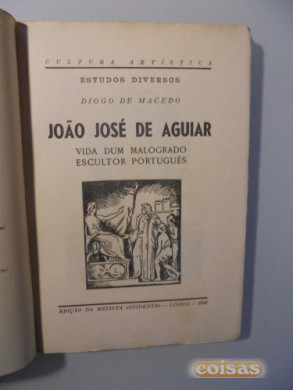 CULTURA ARTÍSTICA
ESTUDOS DIVERSOS
DIOGO DE MACEDO
JOÃO JOSÉ DE AGUIAR
VIDA DUM MALOGRADO
ESCULTOR PORTUGUÊS
EDIÇÃO DA REVISTA «OCIDENTE» — LISBOA —
coisas